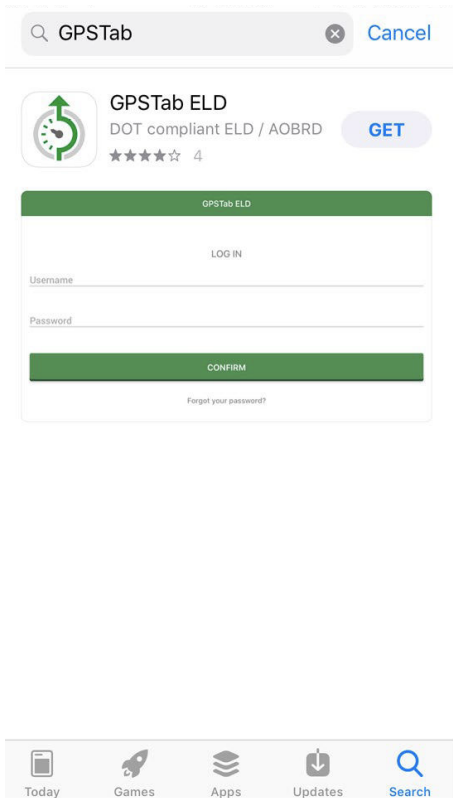 GPSTab Cancel
GPSTab ELD
DOT compliant ELD / AOBRD GET
4
GPSTab ELD
LOG IN
Username
Password
CONFIRM
Forgot your password?
Today Games Apps Updates Search